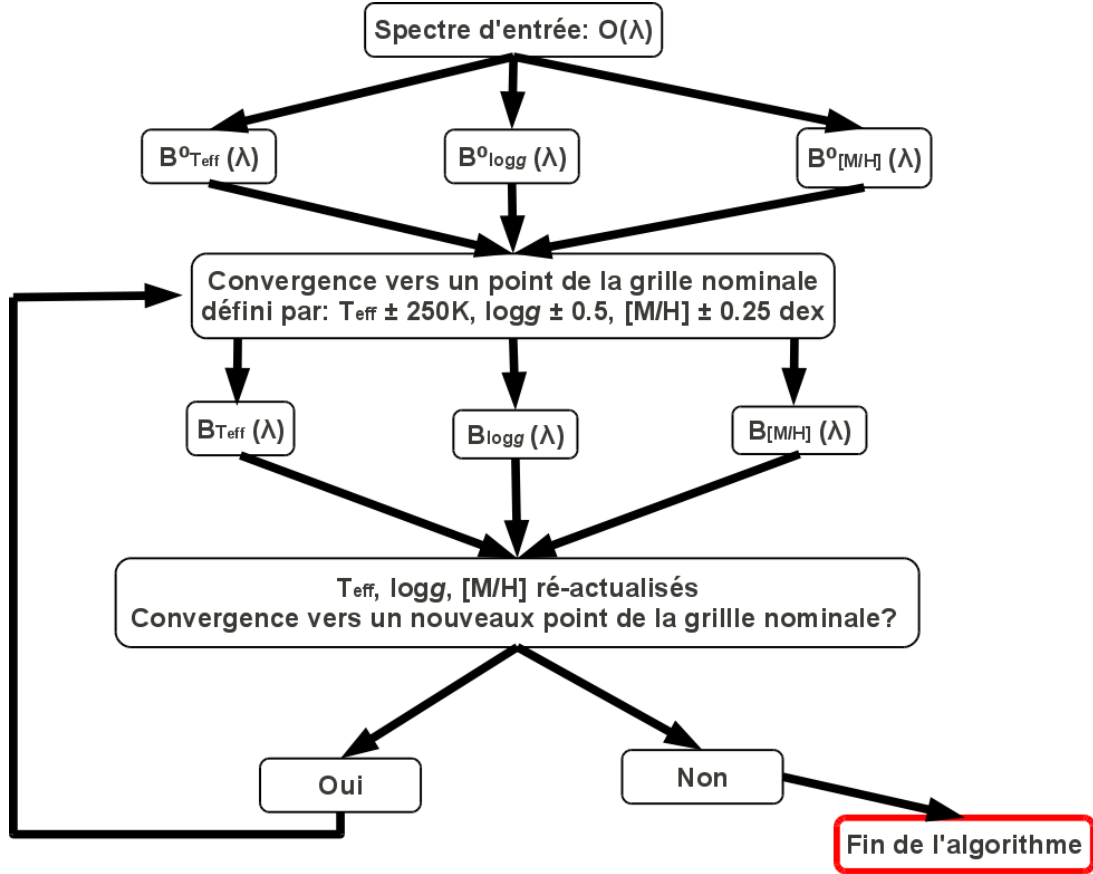 Spectre d'entrée: O(λ)
B⁰Teff (λ)
B⁰logg (λ)
B⁰[M/H] (λ)
Convergence vers un point de la grille nominale
défini par: Teff ± 250K, logg ± 0.5, [M/H] ± 0.25 dex
BTeff (λ)
Blogg (λ)
B[M/H] (λ)
Teff, logg, [M/H] ré-actualisés
Convergence vers un nouveaux point de la grillle nominale?
Oui
Non
Fin de l'algorithme